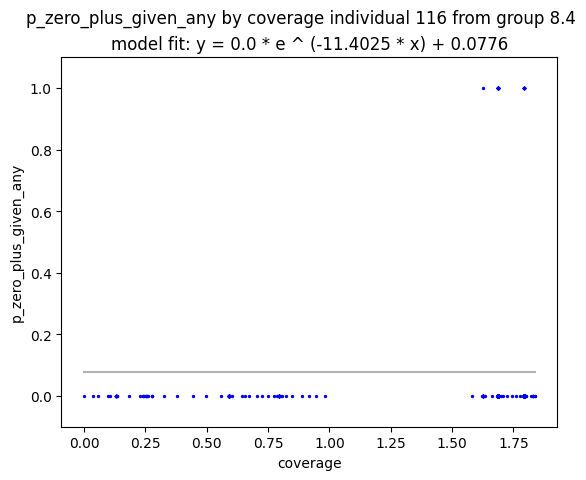 p_zero_plus_given_any by coverage individual 116 from group 8.4
model fit: y = 0.0 * e ^ (-11.4025 * x) + 0.0776
1.0
0.8
0.6
0.4
0.2
0.0
p_zero_plus_given_any
0.00 0.25 0.50 0.75 1.00 1.25 1.50 1.75
coverage